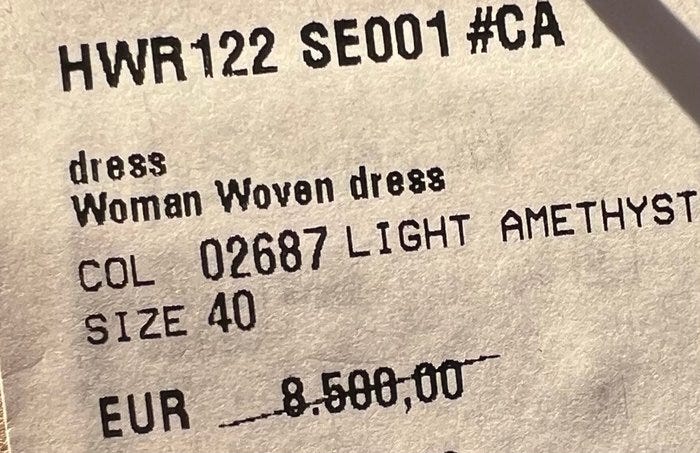 HWR122 SE001 #CA
dress
Woman Woven dress
COL 02687 LIGHT AMETHYST
SIZE 40
EUR 8.500,00